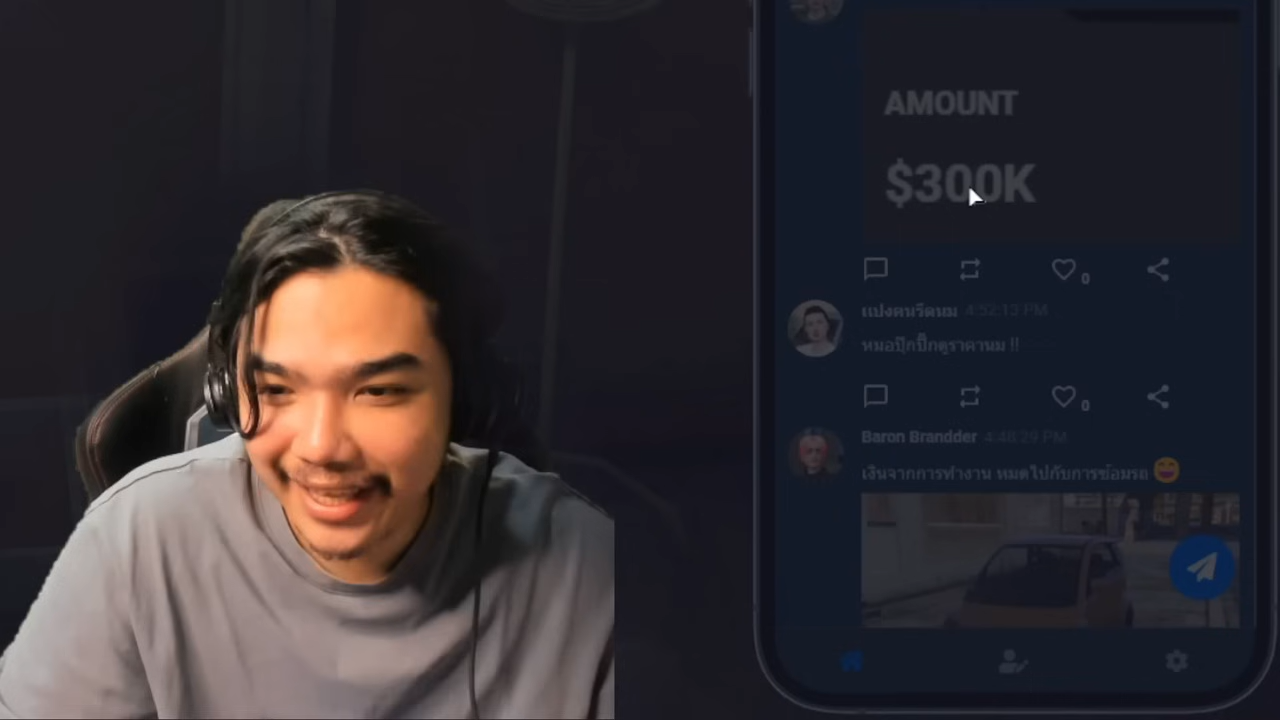 AMOUNT
$300K
0
แปงคนรีดนม 4:52:13 PM
หมอปุ๊กปิ๊กดูราคานม !!
0
Baron Brandder 4:48:29 PM
เงินจากการทำงาน หมดไปกับการซ่อมรถ 😄